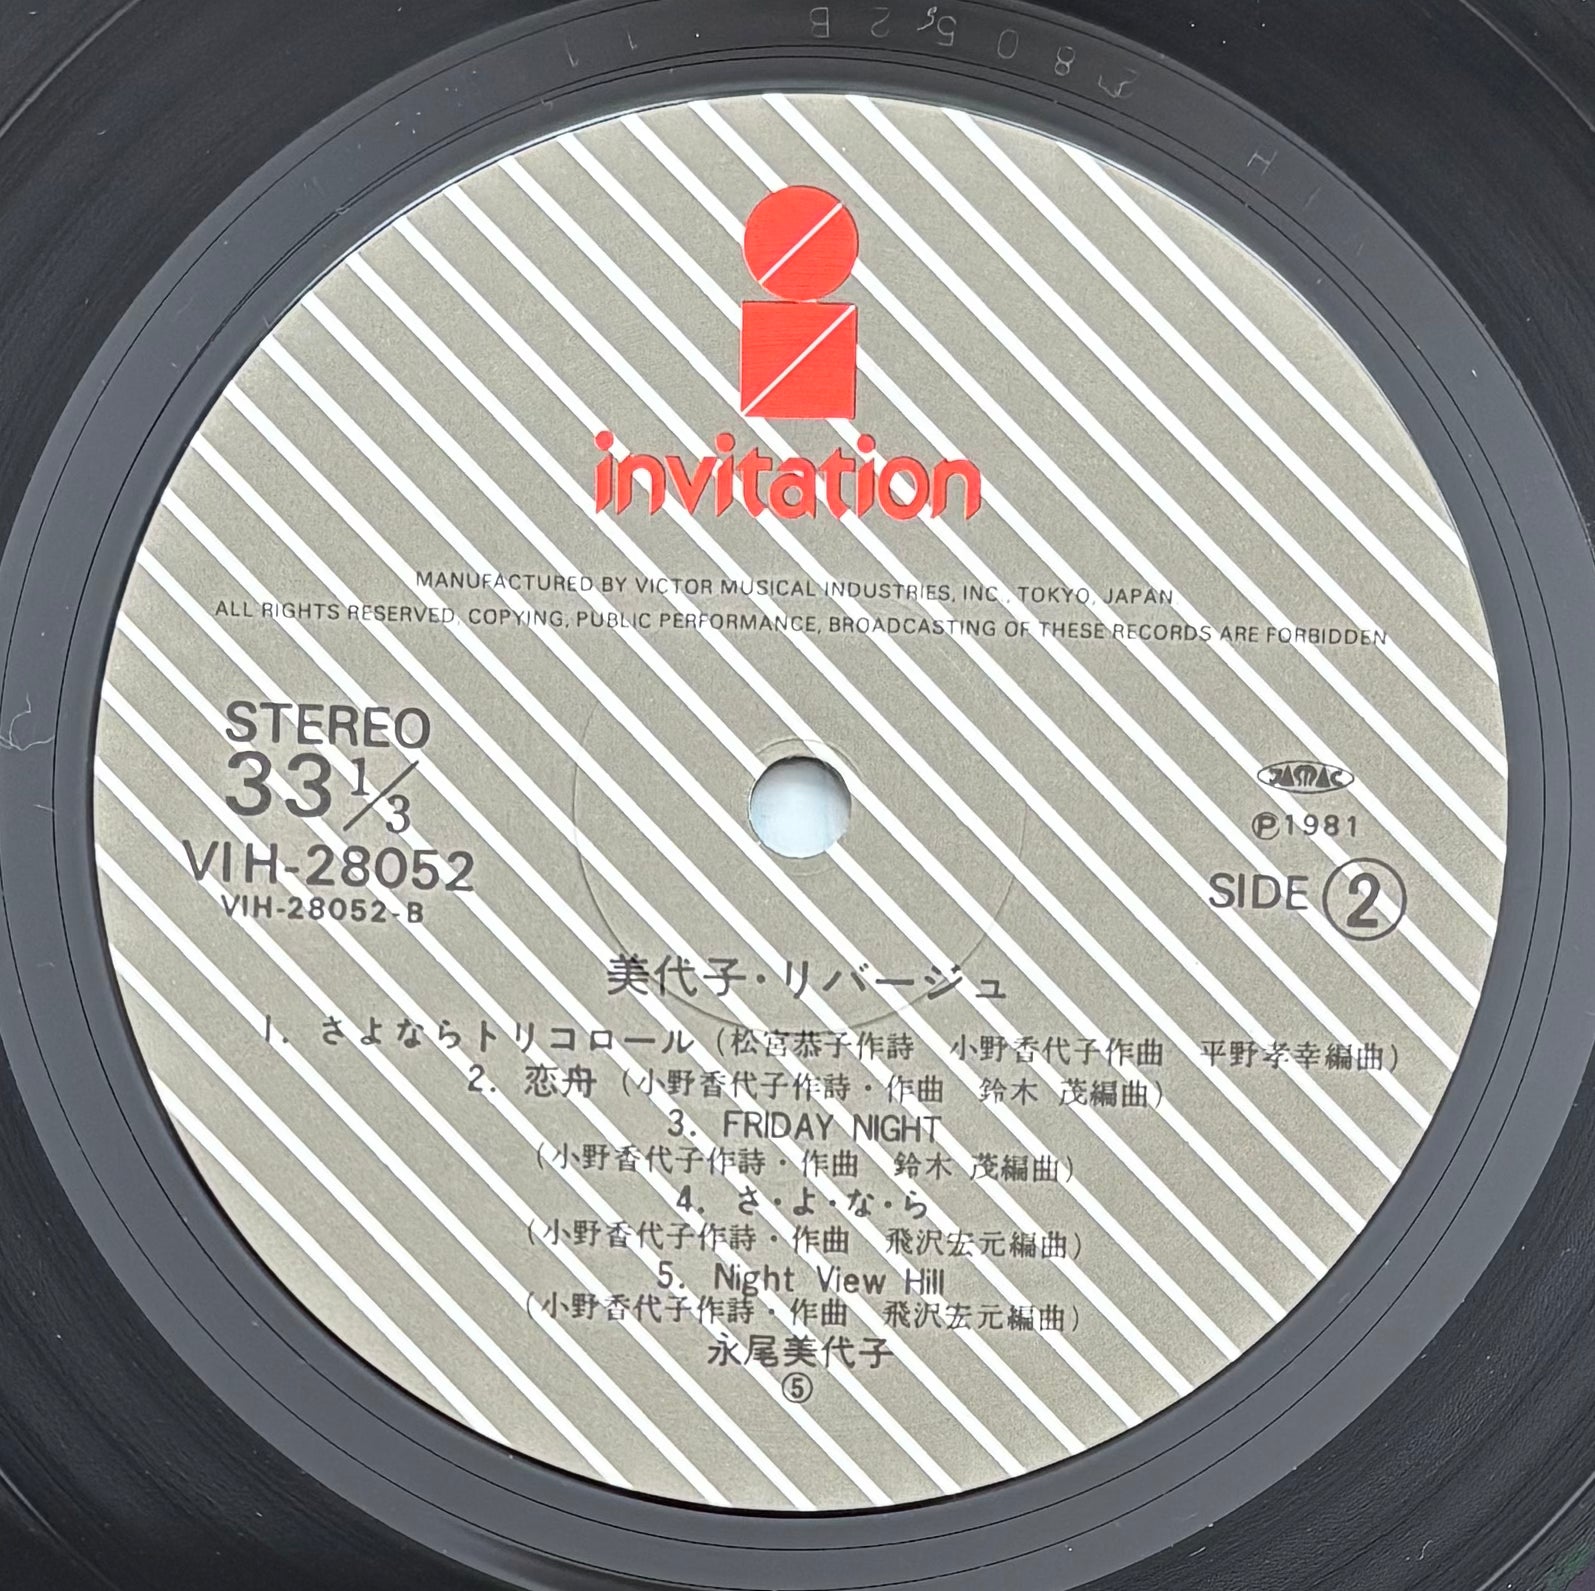 invitation
MANUFACTURED BY VICTOR MUSICAL INDUSTRIES, INC., TOKYO, JAPAN.
ALL RIGHTS RESERVED, COPYING, PUBLIC PERFORMANCE, BROADCASTING OF THESE RECORDS ARE FORBIDDEN
STEREO
33 1/3
VIH-28052
VIH-28052-B
JASRAC
Ⓟ1981
SIDE ②
美代子・リバージュ
1. さよならトリコロール (松宮恭子作詩 小野香代子作曲 平野孝幸編曲)
2. 恋舟 (小野香代子作詩・作曲 鈴木 茂編曲)
3. FRIDAY NIGHT
(小野香代子作詩・作曲 鈴木 茂編曲)
4. さ・よ・な・ら
(小野香代子作詩・作曲 飛沢宏元編曲)
5. Night View Hill
(小野香代子作詩・作曲 飛沢宏元編曲)
永尾美代子
⑤